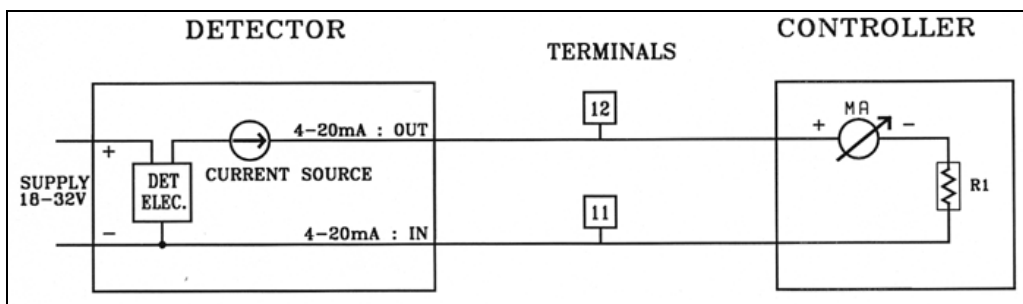 DETECTOR
CONTROLLER
TERMINALS
12
MA
4-20mA : OUT
+
-
+
CURRENT SOURCE
SUPPLY
18-32V
DET
ELEC.
R1
11
-
4-20mA : IN